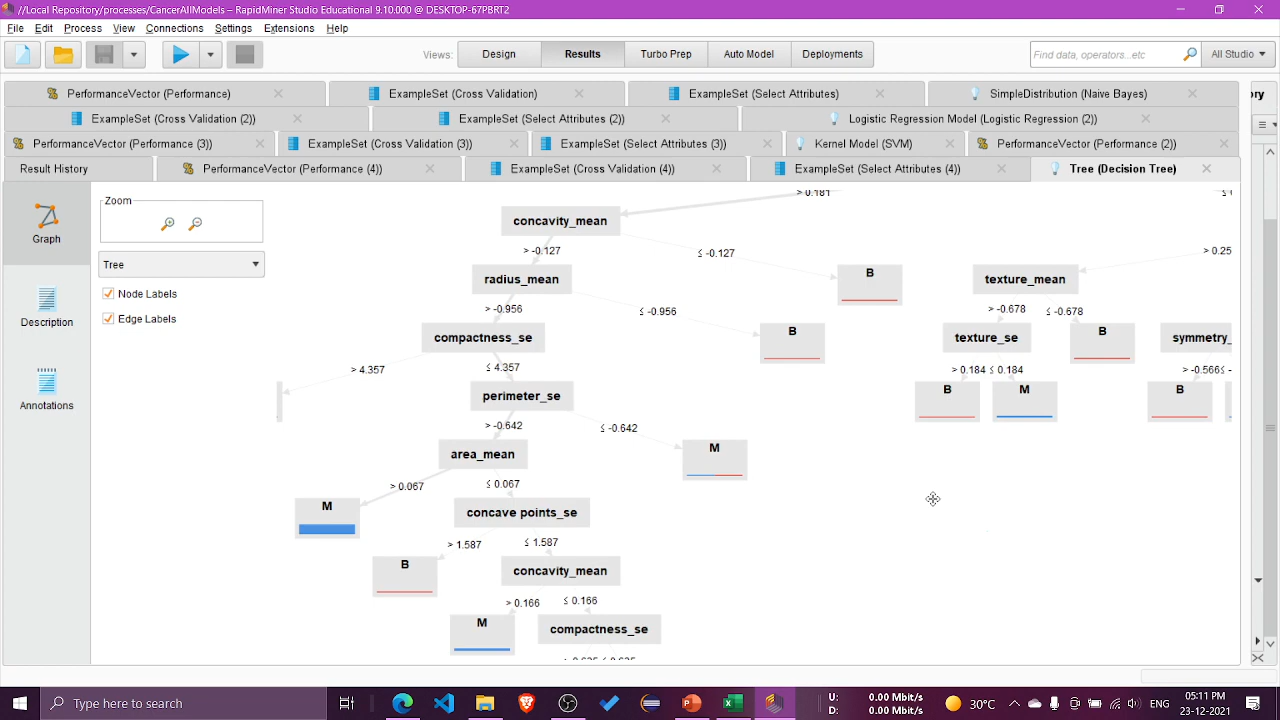 //Local Repository/processes/CancerAllModels – RapidMiner Studio Educational 9.10.000 @ DESKTOP-67PBRT2
File Edit Process View Connections Settings Extensions Help
Views: Design Results Turbo Prep Auto Model Deployments Find data, operators...etc All Studio
PerformanceVector (Performance) ExampleSet (Cross Validation) ExampleSet (Select Attributes) SimpleDistribution (Naive Bayes) ory
ExampleSet (Cross Validation (2)) ExampleSet (Select Attributes (2)) Logistic Regression Model (Logistic Regression (2))
PerformanceVector (Performance (3)) ExampleSet (Cross Validation (3)) ExampleSet (Select Attributes (3)) Kernel Model (SVM) PerformanceVector (Performance (2))
Result History PerformanceVector (Performance (4)) ExampleSet (Cross Validation (4)) ExampleSet (Select Attributes (4)) Tree (Decision Tree)
Zoom
Graph
Tree
Node Labels
Edge Labels
Description
Annotations
> 0.181
concavity_mean
> -0.127 ≤ -0.127 > 0.25
radius_mean B texture_mean
> -0.956 ≤ -0.956 > -0.678 ≤ -0.678
compactness_se B texture_se B symmetry_
> 4.357 ≤ 4.357 > 0.184 ≤ 0.184 > -0.566 ≤ -
perimeter_se B M B
> -0.642 ≤ -0.642
area_mean M
> 0.067 ≤ 0.067
M concave points_se
> 1.587 ≤ 1.587
B concavity_mean
> 0.166 ≤ 0.166
M compactness_se
Type here to search
U: 0.00 Mbit/s
D: 0.00 Mbit/s
30°C ENG 05:11 PM
23-12-2021